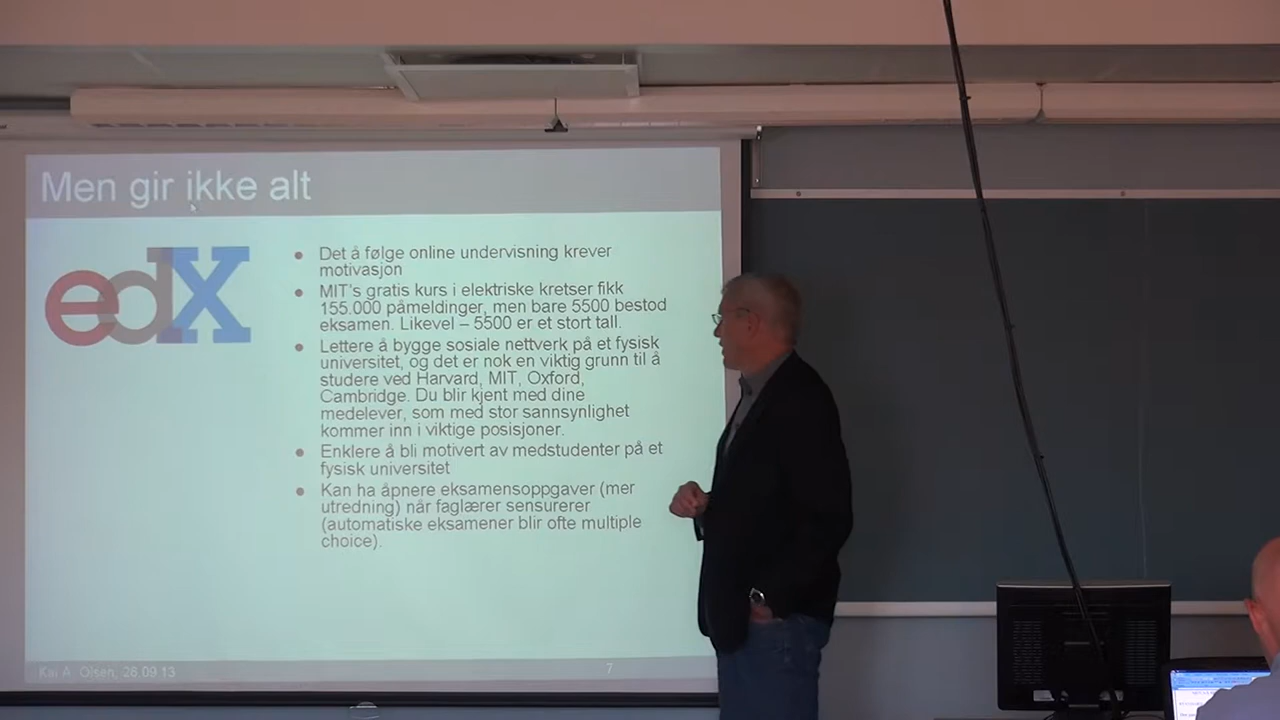 Men gir ikke alt
edX
• Det å følge online undervisning krever
motivasjon
• MIT's gratis kurs i elektriske kretser fikk
155.000 påmeldinger, men bare 5500 bestod
eksamen. Likevel – 5500 er et stort tall.
• Lettere å bygge sosiale nettverk på et fysisk
universitet, og det er nok en viktig grunn til å
studere ved Harvard, MIT, Oxford,
Cambridge. Du blir kjent med dine
medelever, som med stor sannsynlighet
kommer inn i viktige posisjoner.
• Enklere å bli motivert av medstudenter på et
fysisk universitet
• Kan ha åpnere eksamensoppgaver (mer
utredning) når faglærer sensurerer
(automatiske eksamener blir ofte multiple
choice).
Kai A. Olsen, 26.09.13
7